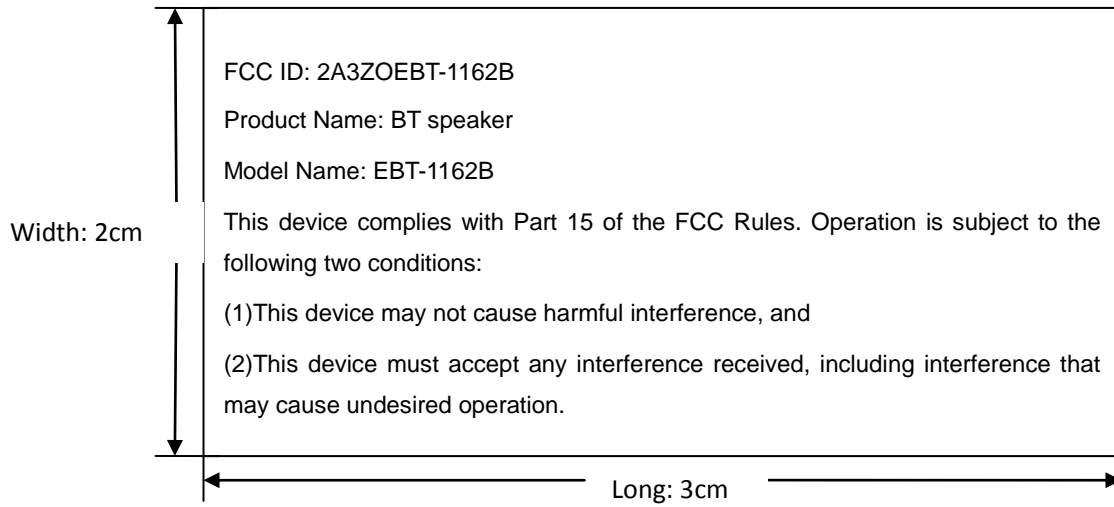 FCC ID: 2A3ZOEBT-1162B
Product Name: BT speaker
Model Name: EBT-1162B
Width: 2cm
This device complies with Part 15 of the FCC Rules. Operation is subject to the
following two conditions:
(1)This device may not cause harmful interference, and
(2)This device must accept any interference received, including interference that
may cause undesired operation.
Long: 3cm